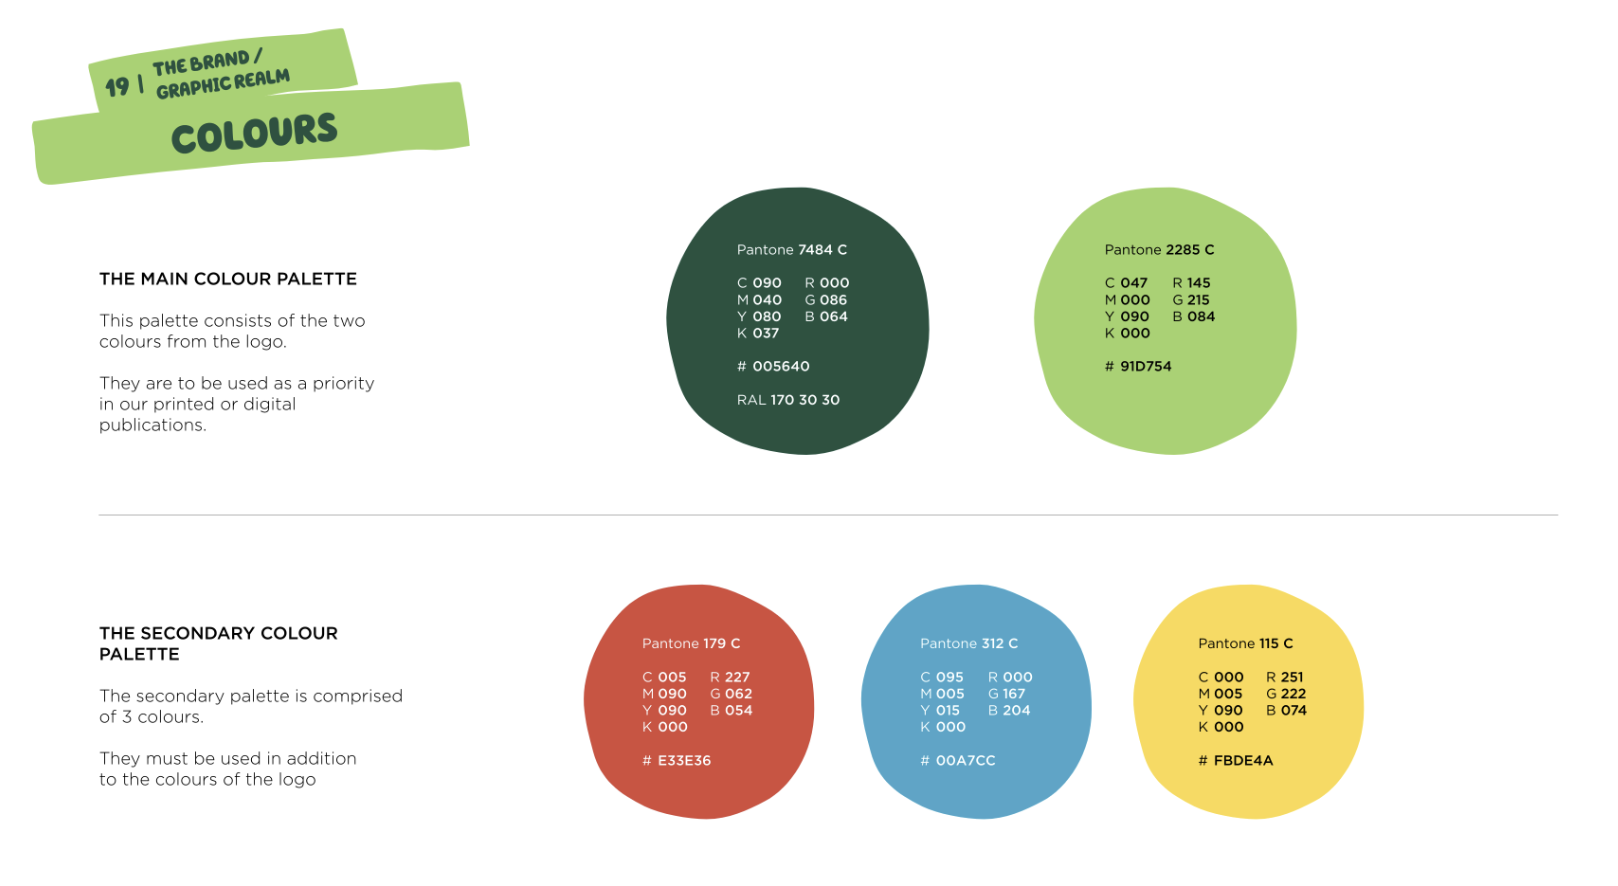 19 | THE BRAND /
GRAPHIC REALM
COLOURS
THE MAIN COLOUR PALETTE
This palette consists of the two
colours from the logo.
They are to be used as a priority
in our printed or digital
publications.
Pantone 7484 C
C 090 R 000
M 040 G 086
Y 080 B 064
K 037
# 005640
RAL 170 30 30
Pantone 2285 C
C 047 R 145
M 000 G 215
Y 090 B 084
K 000
# 91D754
THE SECONDARY COLOUR
PALETTE
The secondary palette is comprised
of 3 colours.
They must be used in addition
to the colours of the logo
Pantone 179 C
C 005 R 227
M 090 G 062
Y 090 B 054
K 000
# E33E36
Pantone 312 C
C 095 R 000
M 005 G 167
Y 015 B 204
K 000
# 00A7CC
Pantone 115 C
C 000 R 251
M 005 G 222
Y 090 B 074
K 000
# FBDE4A